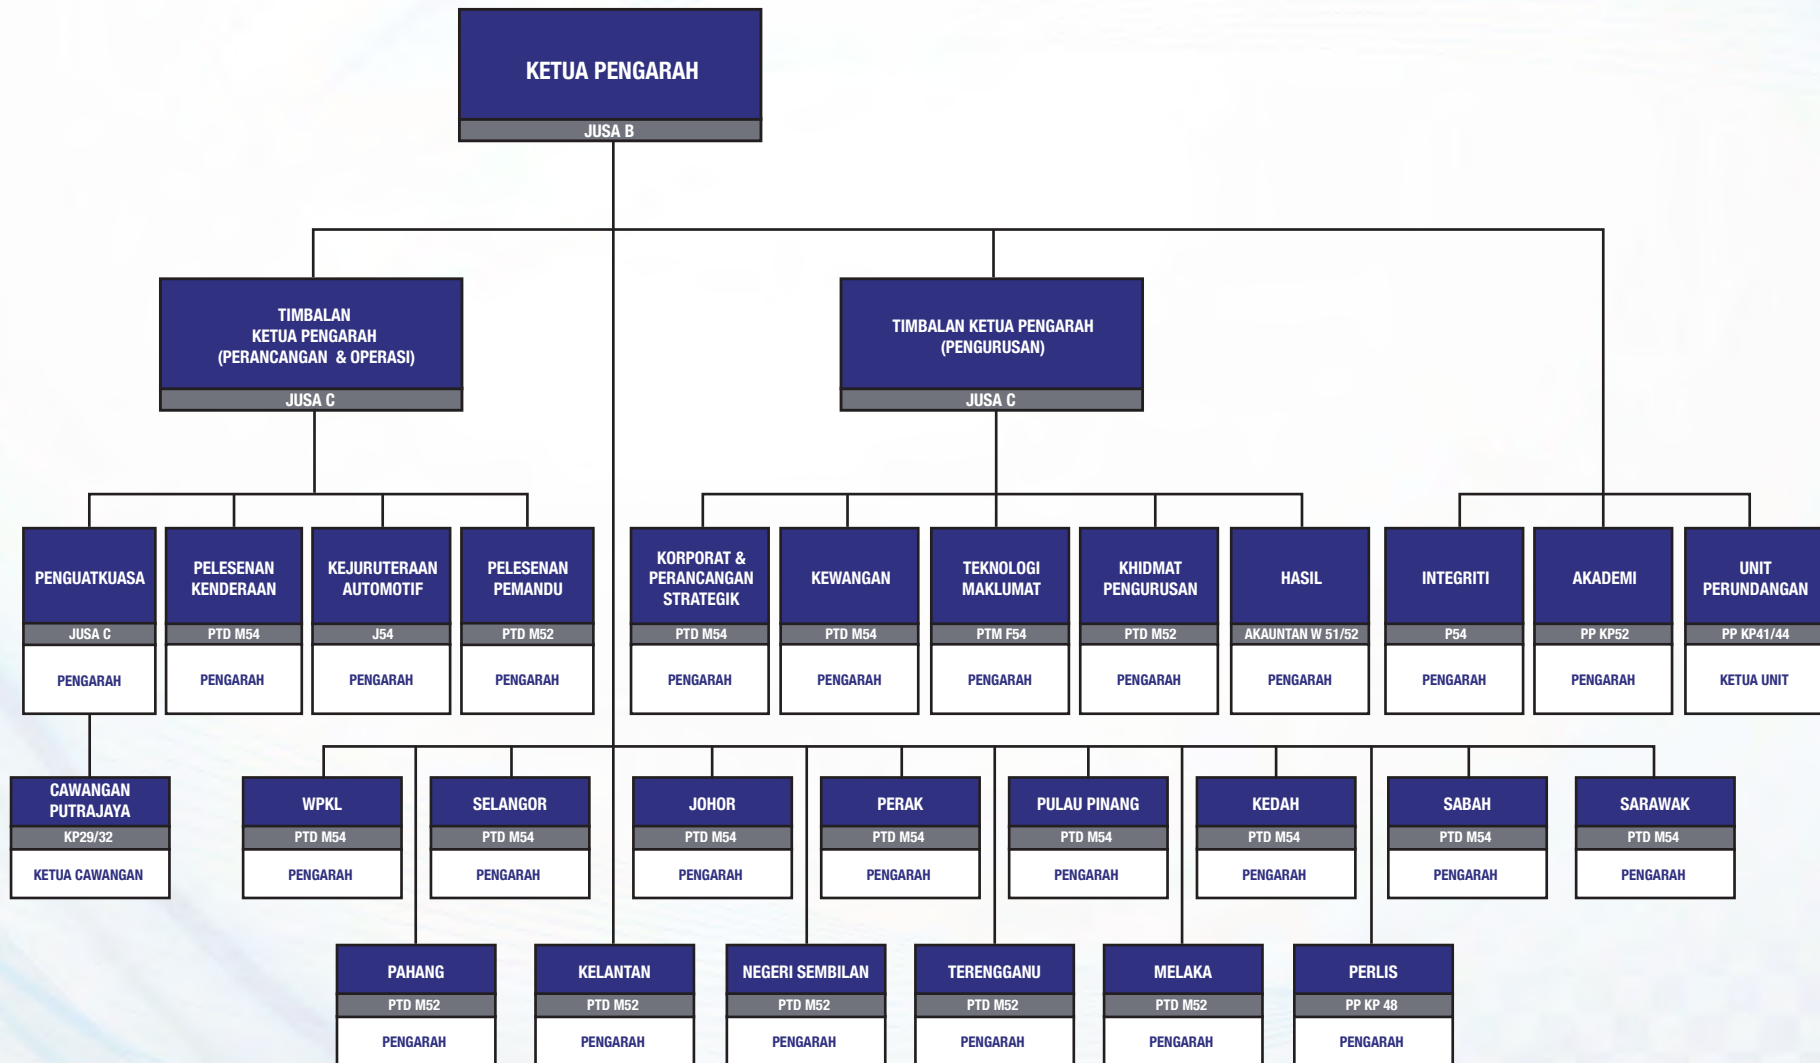 KETUA PENGARAH
JUSA B
TIMBALAN
KETUA PENGARAH
(PERANCANGAN & OPERASI)
JUSA C
TIMBALAN KETUA PENGARAH
(PENGURUSAN)
JUSA C
PENGUATKUASA
JUSA C
PENGARAH
PELESENAN
KENDERAAN
PTD M54
PENGARAH
KEJURUTERAAN
AUTOMOTIF
J54
PENGARAH
PELESENAN
PEMANDU
PTD M52
PENGARAH
KORPORAT &
PERANCANGAN
STRATEGIK
PTD M54
PENGARAH
KEWANGAN
PTD M54
PENGARAH
TEKNOLOGI
MAKLUMAT
PTM F54
PENGARAH
KHIDMAT
PENGURUSAN
PTD M52
PENGARAH
HASIL
AKAUNTAN W 51/52
PENGARAH
INTEGRITI
P54
PENGARAH
AKADEMI
PP KP52
PENGARAH
UNIT
PERUNDANGAN
PP KP41/44
KETUA UNIT
CAWANGAN
PUTRAJAYA
KP29/32
KETUA CAWANGAN
WPKL
PTD M54
PENGARAH
SELANGOR
PTD M54
PENGARAH
JOHOR
PTD M54
PENGARAH
PERAK
PTD M54
PENGARAH
PULAU PINANG
PTD M54
PENGARAH
KEDAH
PTD M54
PENGARAH
SABAH
PTD M54
PENGARAH
SARAWAK
PTD M54
PENGARAH
PAHANG
PTD M52
PENGARAH
KELANTAN
PTD M52
PENGARAH
NEGERI SEMBILAN
PTD M52
PENGARAH
TERENGGANU
PTD M52
PENGARAH
MELAKA
PTD M52
PENGARAH
PERLIS
PP KP 48
PENGARAH